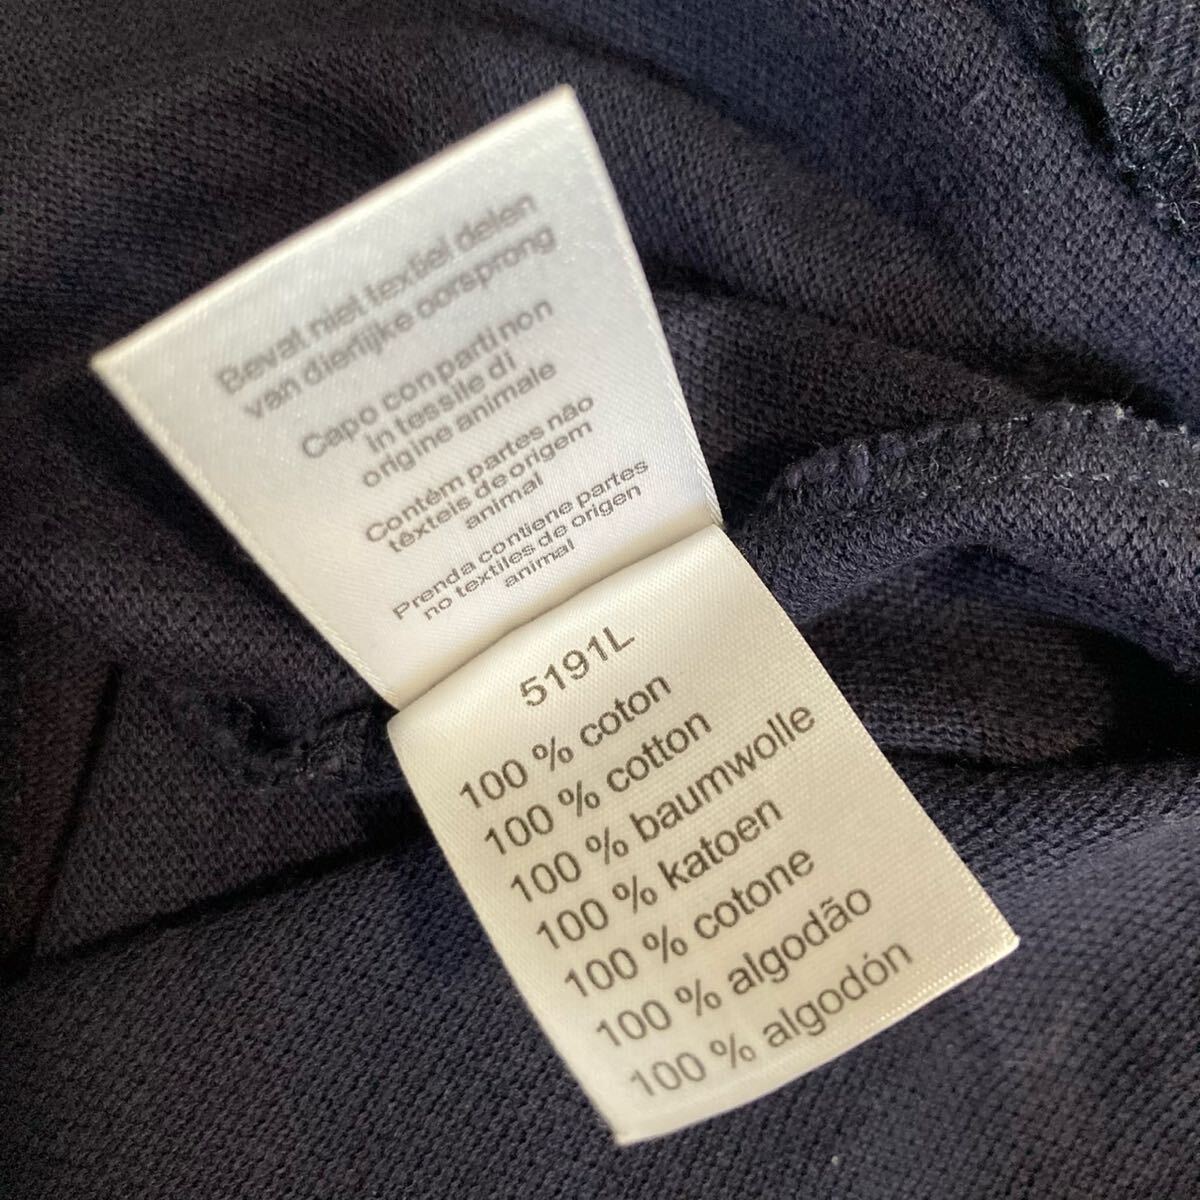 Bevat niet textiel delen
van dierlijke oorsprong
Capo con parti non
in tessile di
origine animale
Contém partes não
têxteis de origem
animal
Prenda contiene partes
no textiles de origen
animal
5191L
100 % coton
100 % cotton
100 % baumwolle
100 % katoen
100 % cotone
100 % algodão
100 % algodón